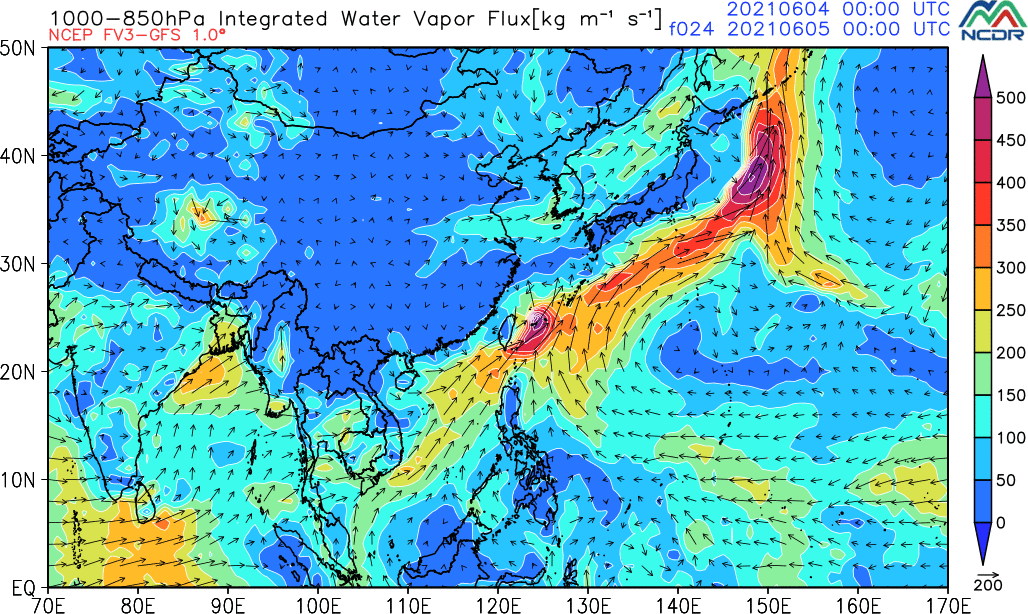 1000-850hPa Integrated Water Vapor Flux[kg m⁻¹ s⁻¹]
20210604 00:00 UTC
NCEP FV3-GFS 1.0°
f024 20210605 00:00 UTC
NCDR
50N
40N
30N
20N
10N
EQ
70E 80E 90E 100E 110E 120E 130E 140E 150E 160E 170E
500
450
400
350
300
250
200
150
100
50
0
200